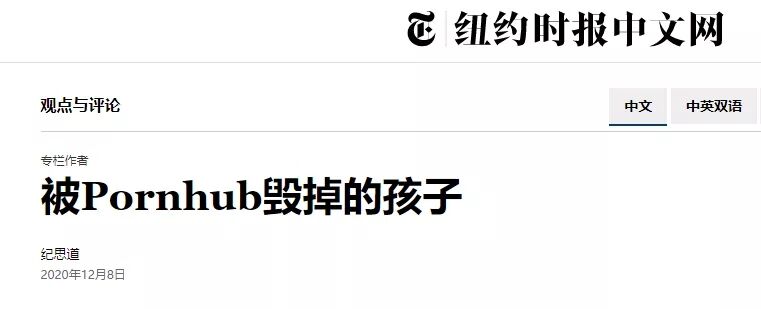 纽约时报中文网
观点与评论
中文
中英双语
专栏作者
被Pornhub毁掉的孩子
纪思道
2020年12月8日